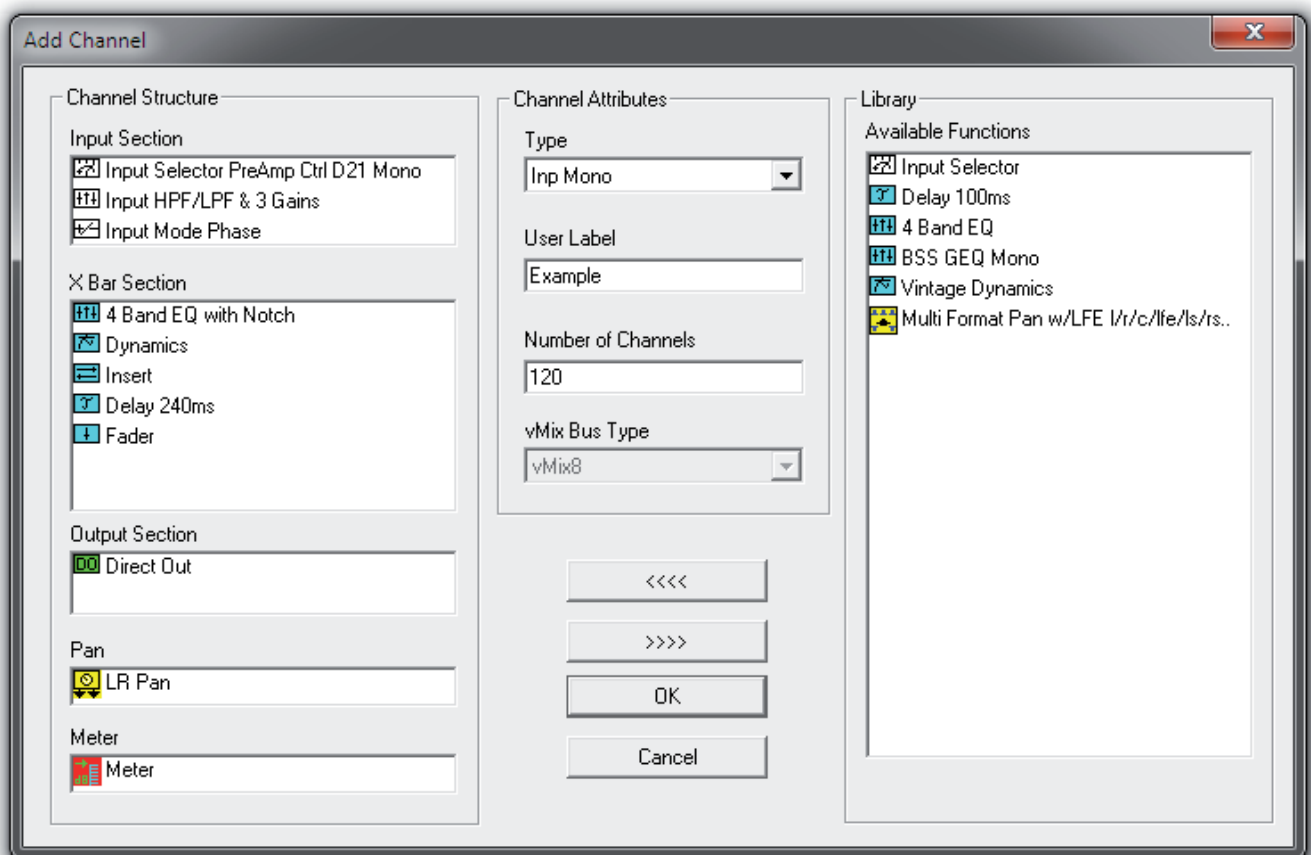 Add Channel
Channel Structure
Input Section
Input Selector PreAmp Ctrl D21 Mono
Input HPF/LPF & 3 Gains
Input Mode Phase
X Bar Section
4 Band EQ with Notch
Dynamics
Insert
Delay 240ms
Fader
Output Section
DO Direct Out
Pan
LR Pan
Meter
dB Meter
Channel Attributes
Type
Inp Mono
User Label
Example
Number of Channels
120
vMix Bus Type
vMix8
<<<<
>>>>
OK
Cancel
Library
Available Functions
Input Selector
Delay 100ms
4 Band EQ
BSS GEQ Mono
Vintage Dynamics
Multi Format Pan w/LFE l/r/c/lfe/ls/rs..